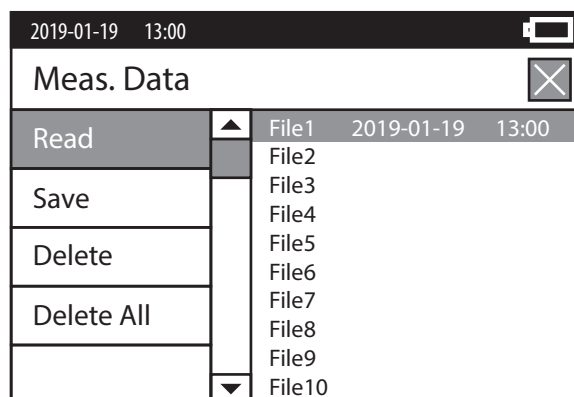 2019-01-19 13:00
Meas. Data
Read
Save
Delete
Delete All
File1 2019-01-19 13:00
File2
File3
File4
File5
File6
File7
File8
File9
File10